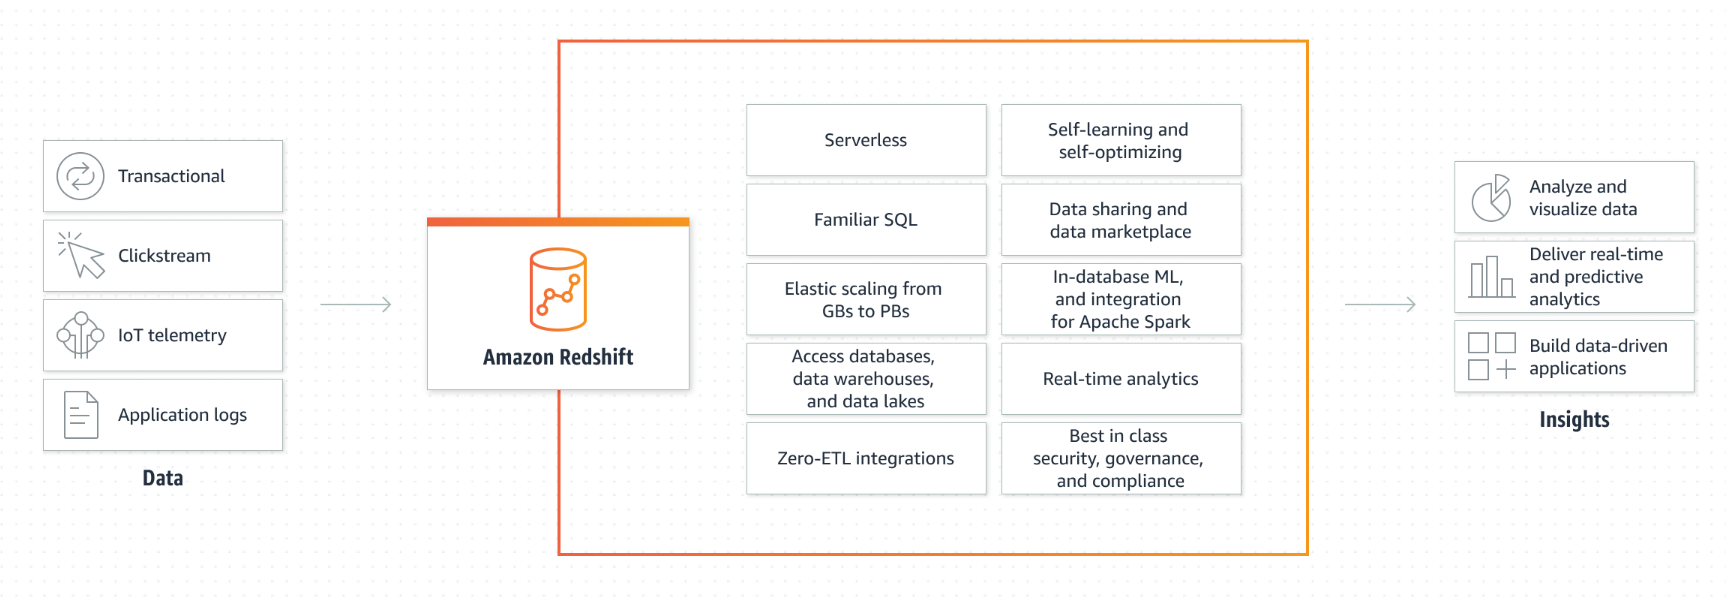 Transactional
Clickstream
IoT telemetry
Application logs
Data
Amazon Redshift
Serverless
Self-learning and
self-optimizing
Familiar SQL
Data sharing and
data marketplace
Elastic scaling from
GBs to PBs
In-database ML,
and integration
for Apache Spark
Access databases,
data warehouses,
and data lakes
Real-time analytics
Zero-ETL integrations
Best in class
security, governance,
and compliance
Analyze and
visualize data
Deliver real-time
and predictive
analytics
Build data-driven
applications
Insights